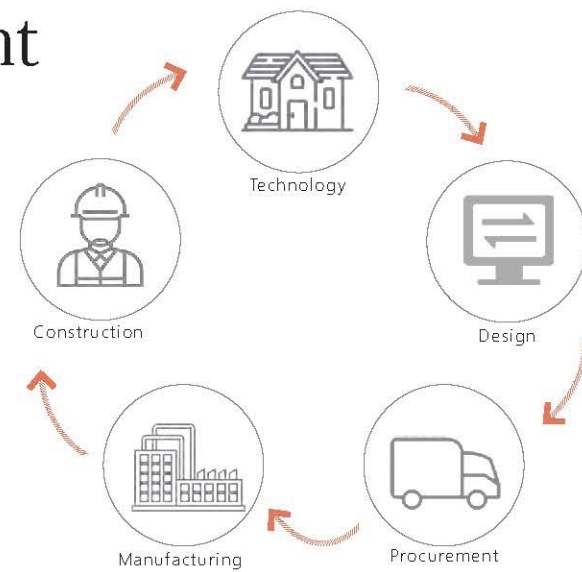 nt
Technology
Construction
Design
Manufacturing
Procurement